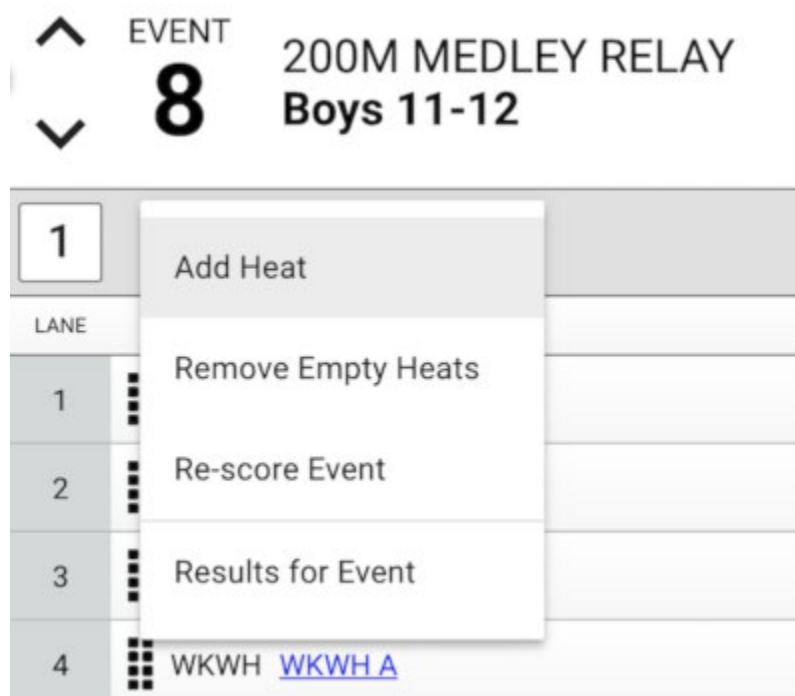 EVENT
8
200M MEDLEY RELAY
Boys 11-12
1
Add Heat
LANE
Remove Empty Heats
1
Re-score Event
2
Results for Event
3
4 WKWH WKWH A